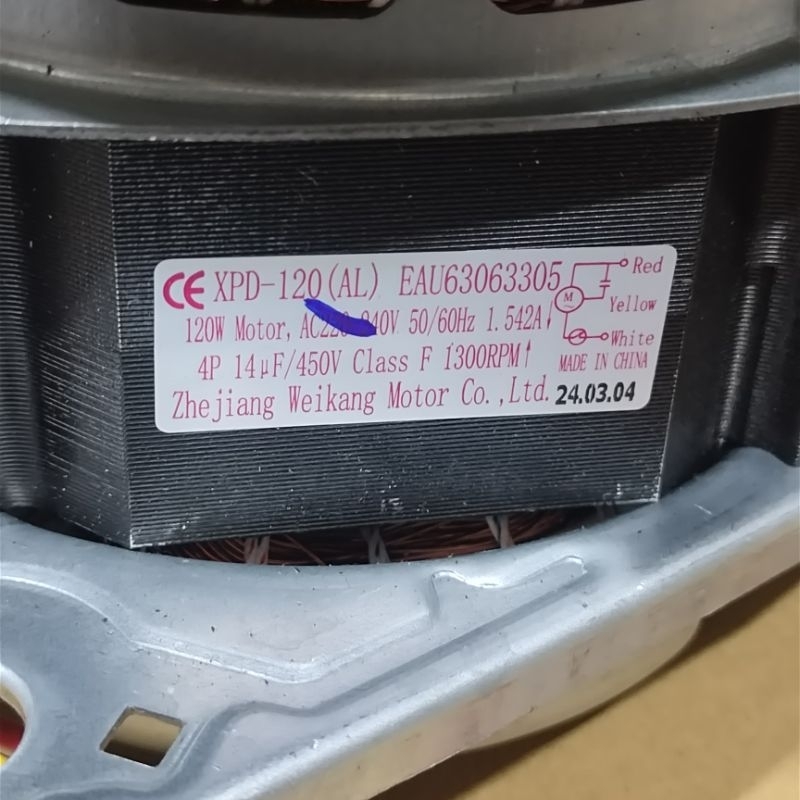 CE XPD-120(AL) EAU63063305
120W Motor, AC220-240V 50/60Hz 1.542A↓
4P 14μF/450V Class F 1300RPM↑
Zhejiang Weikang Motor Co.,Ltd. 24.03.04
Red
M
Yellow
White
MADE IN CHINA